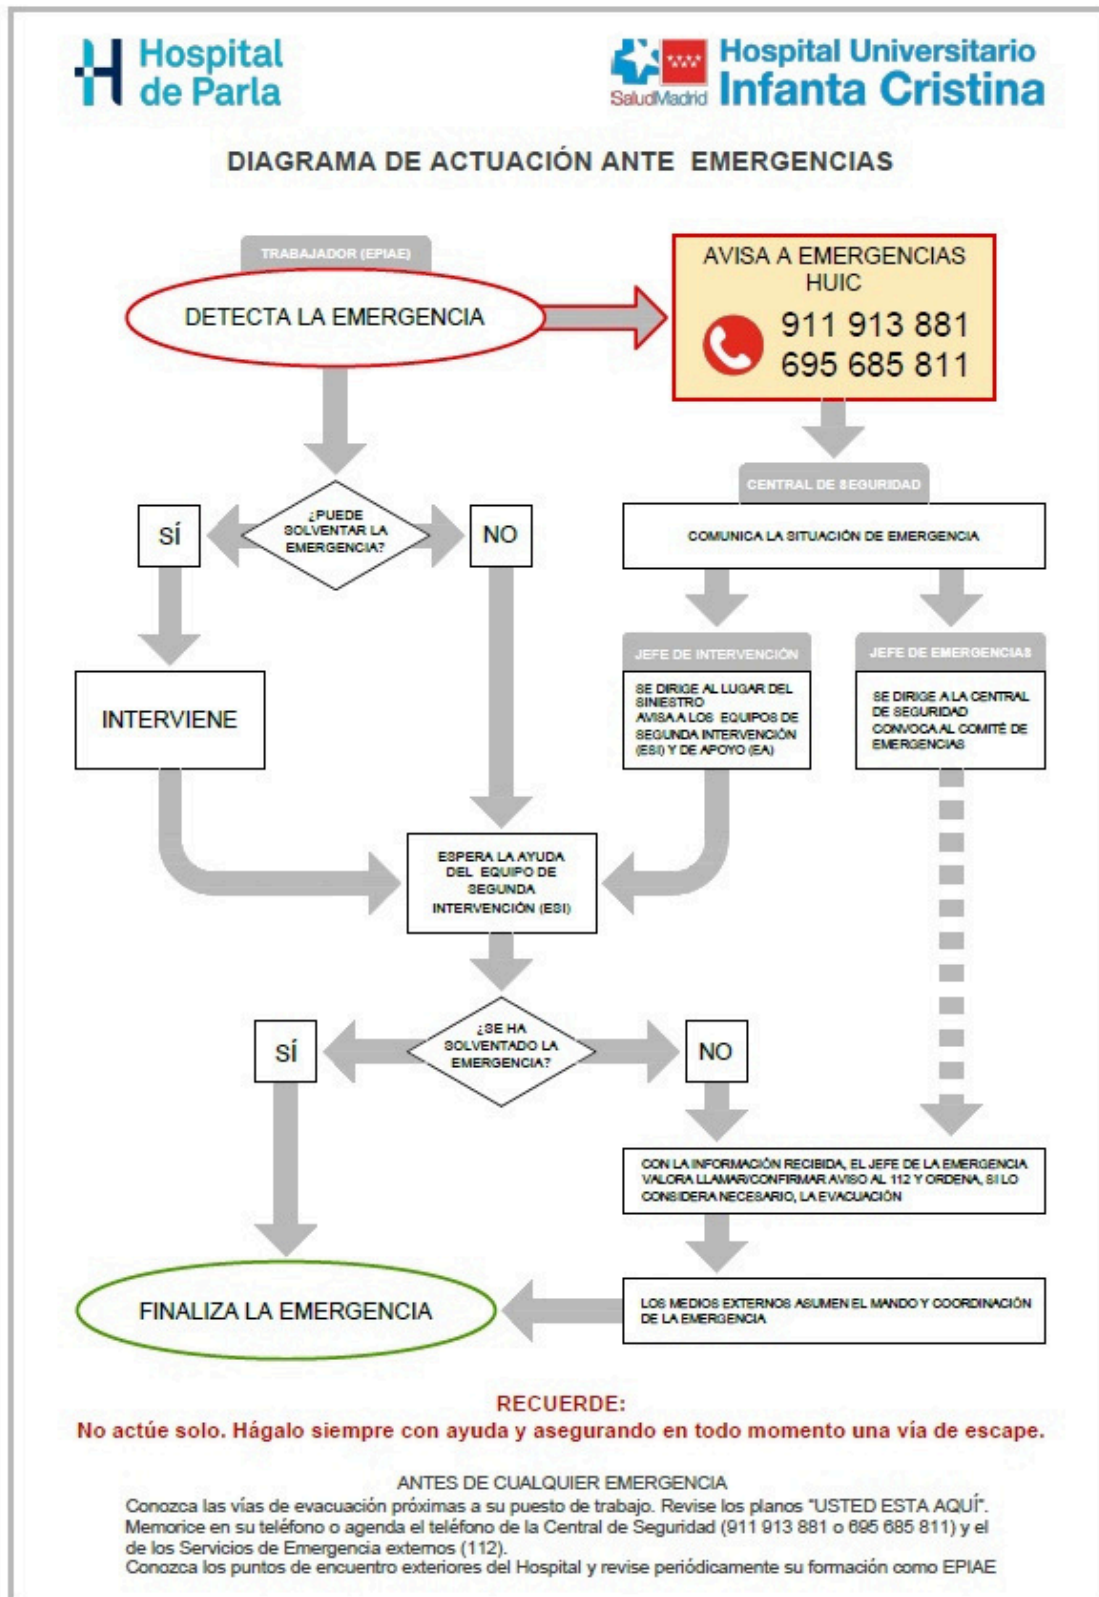 Hospital
de Parla
SaludMadrid
Hospital Universitario
Infanta Cristina
DIAGRAMA DE ACTUACIÓN ANTE EMERGENCIAS
TRABAJADOR (EPIAE)
DETECTA LA EMERGENCIA
AVISA A EMERGENCIAS
HUIC
911 913 881
695 685 811
CENTRAL DE SEGURIDAD
COMUNICA LA SITUACIÓN DE EMERGENCIA
¿PUEDE
SOLVENTAR LA
EMERGENCIA?
SÍ
NO
INTERVIENE
JEFE DE INTERVENCIÓN
SE DIRIGE AL LUGAR DEL
SINIESTRO
AVISA A LOS EQUIPOS DE
SEGUNDA INTERVENCIÓN
(ESI) Y DE APOYO (EA)
JEFE DE EMERGENCIAS
SE DIRIGE A LA CENTRAL
DE SEGURIDAD
CONVOCA AL COMITÉ DE
EMERGENCIAS
ESPERA LA AYUDA
DEL EQUIPO DE
SEGUNDA
INTERVENCIÓN (ESI)
¿SE HA
SOLVENTADO LA
EMERGENCIA?
SÍ
NO
CON LA INFORMACIÓN RECIBIDA, EL JEFE DE LA EMERGENCIA
VALORA LLAMAR/CONFIRMAR AVISO AL 112 Y ORDENA, SI LO
CONSIDERA NECESARIO, LA EVACUACIÓN
LOS MEDIOS EXTERNOS ASUMEN EL MANDO Y COORDINACIÓN
DE LA EMERGENCIA
FINALIZA LA EMERGENCIA
RECUERDE:
No actúe solo. Hágalo siempre con ayuda y asegurando en todo momento una vía de escape.
ANTES DE CUALQUIER EMERGENCIA
Conozca las vías de evacuación próximas a su puesto de trabajo. Revise los planos "USTED ESTA AQUÍ".
Memorice en su teléfono o agenda el teléfono de la Central de Seguridad (911 913 881 o 695 685 811) y el
de los Servicios de Emergencia externos (112).
Conozca los puntos de encuentro exteriores del Hospital y revise periódicamente su formación como EPIAE